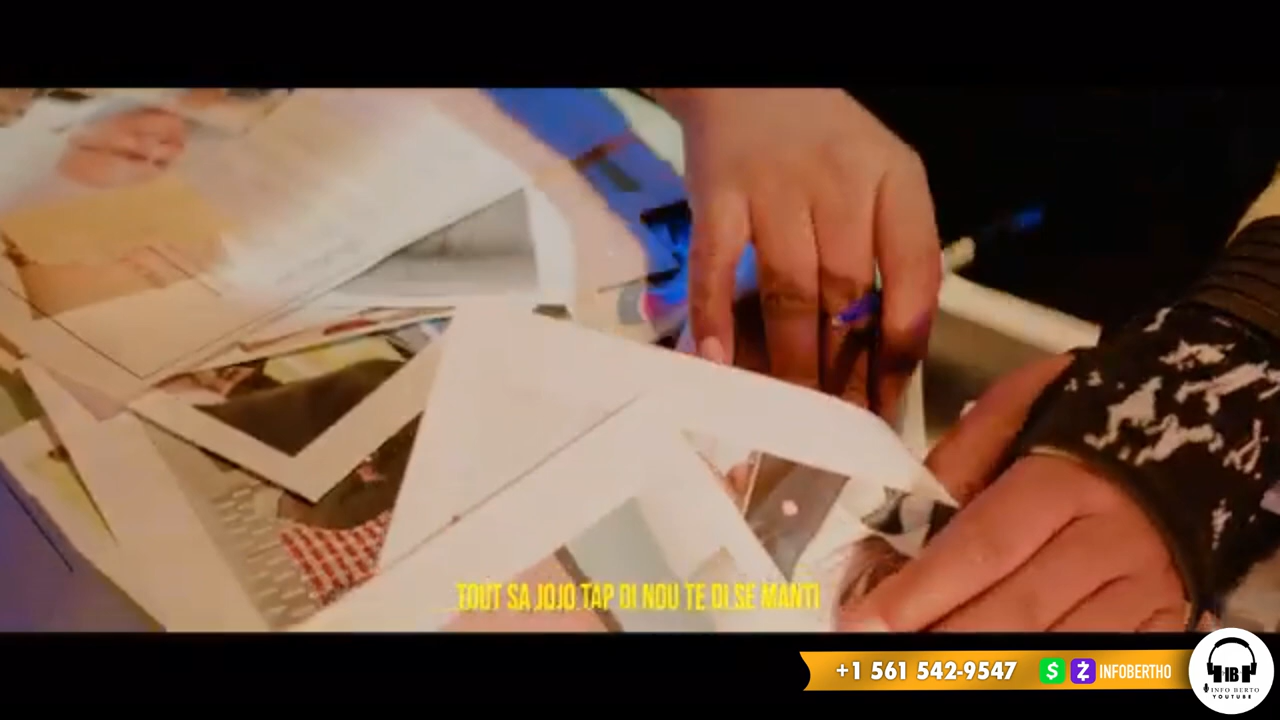 TOUT SA JOJO TAP DI NOU TE DI SE MANTI
+1 561 542-9547
$ Z INFOBERTHO
IB
INFO BERTO
YOUTUBE